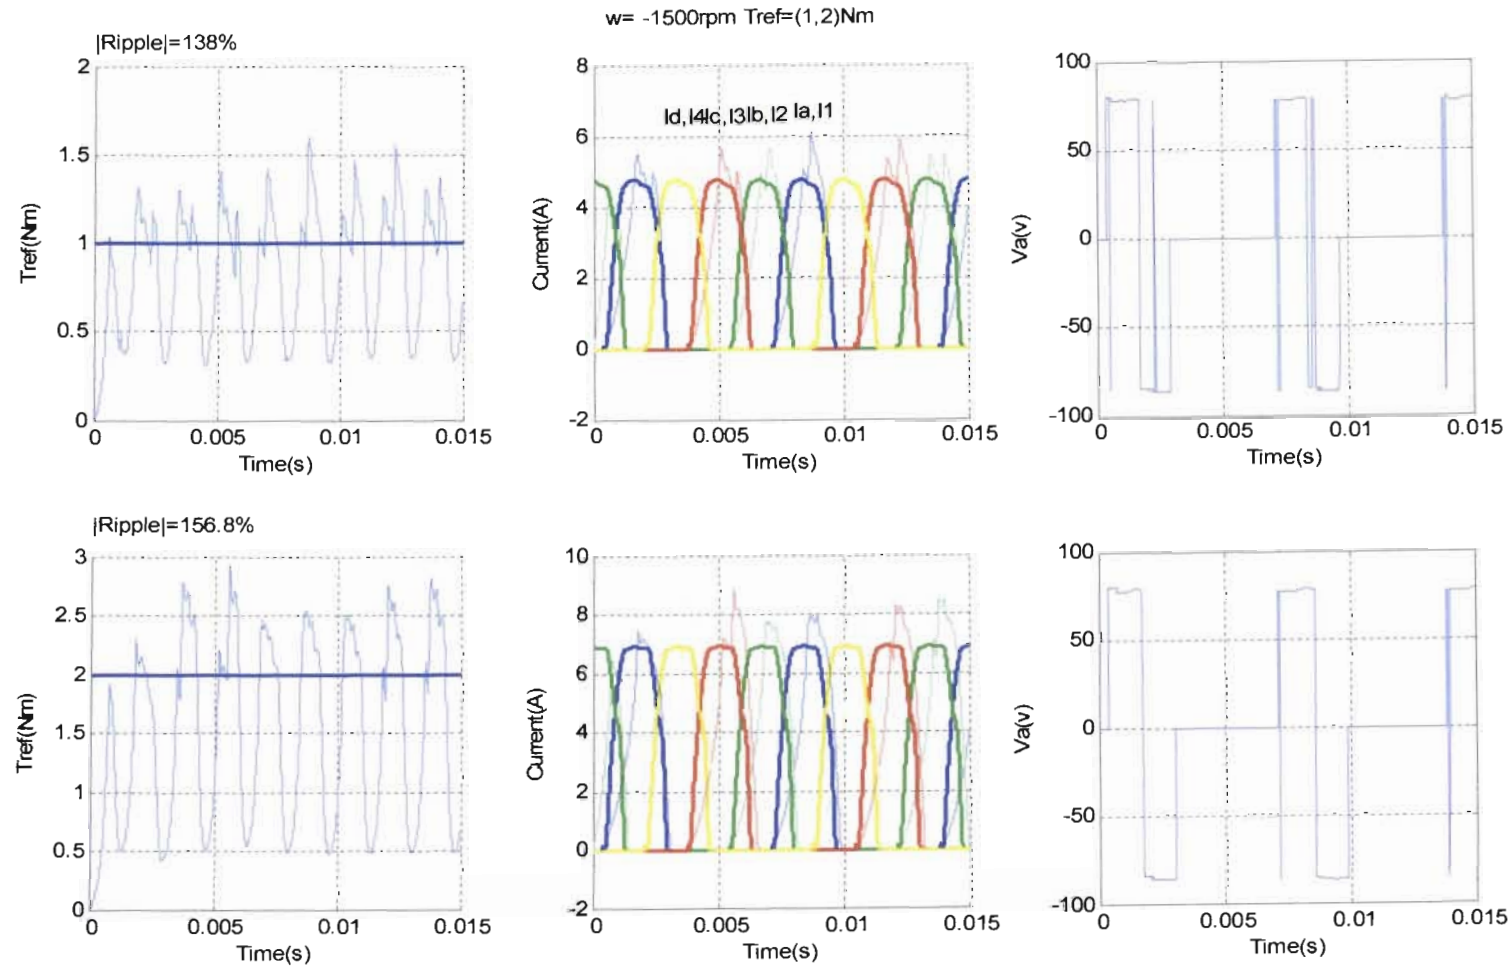 w= -1500rpm Tref=(1,2)Nm
|Ripple|=138%
2
1.5
1
0.5
0
Tref(Nm)
0 0.005 0.01 0.015
Time(s)
8
6
4
2
0
-2
Current(A)
Id,I4Ic,I3Ib,I2 Ia,I1
0 0.005 0.01 0.015
Time(s)
100
50
0
-50
-100
Va(v)
0 0.005 0.01 0.015
Time(s)
|Ripple|=156.8%
3
2.5
2
1.5
1
0.5
0
Tref(Nm)
0 0.005 0.01 0.015
Time(s)
10
8
6
4
2
0
-2
Current(A)
0 0.005 0.01 0.015
Time(s)
100
50
0
-50
-100
Va(v)
0 0.005 0.01 0.015
Time(s)